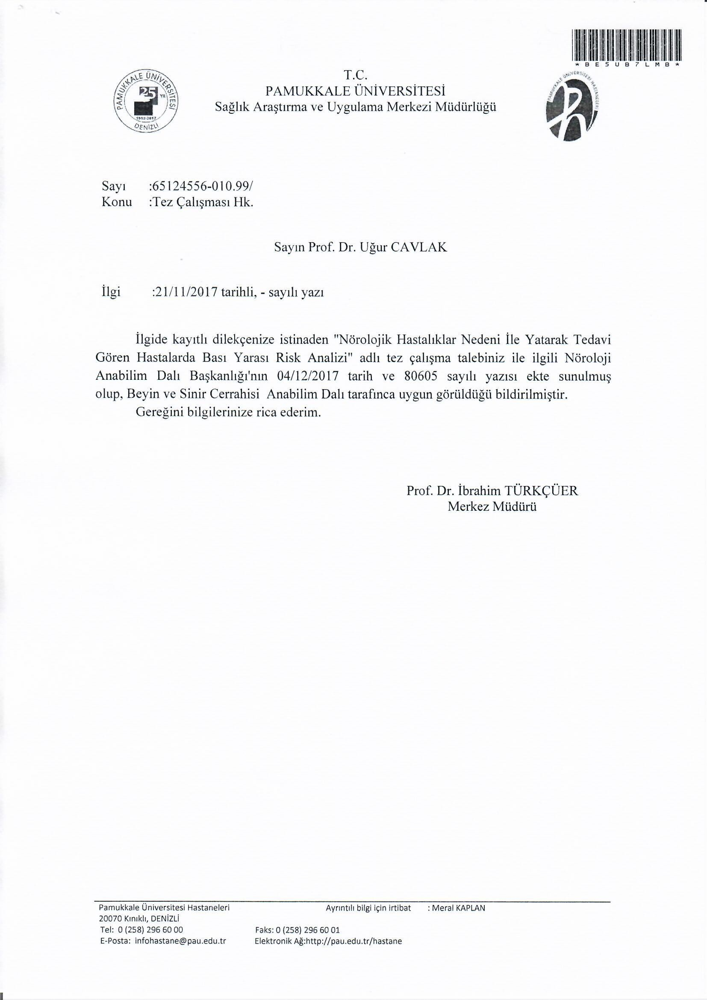 * B E 5 U B 7 L M B *
PAMUKKALE ÜNİVERSİTESİ
25 YIL
1992-2017
DENİZLİ
T.C.
PAMUKKALE ÜNİVERSİTESİ
Sağlık Araştırma ve Uygulama Merkezi Müdürlüğü
PAMUKKALE ÜNİVERSİTESİ HASTANELERİ
Sayı :65124556-010.99/
Konu :Tez Çalışması Hk.
Sayın Prof. Dr. Uğur CAVLAK
İlgi :21/11/2017 tarihli, - sayılı yazı
İlgide kayıtlı dilekçenize istinaden "Nörolojik Hastalıklar Nedeni İle Yatarak Tedavi
Gören Hastalarda Bası Yarası Risk Analizi" adlı tez çalışma talebiniz ile ilgili Nöroloji
Anabilim Dalı Başkanlığı'nın 04/12/2017 tarih ve 80605 sayılı yazısı ekte sunulmuş
olup, Beyin ve Sinir Cerrahisi Anabilim Dalı tarafınca uygun görüldüğü bildirilmiştir.
Gereğini bilgilerinize rica ederim.
Prof. Dr. İbrahim TÜRKÇÜER
Merkez Müdürü
Pamukkale Üniversitesi Hastaneleri Ayrıntılı bilgi için irtibat : Meral KAPLAN
20070 Kınıklı, DENİZLİ
Tel: 0 (258) 296 60 00 Faks: 0 (258) 296 60 01
E-Posta: infohastane@pau.edu.tr Elektronik Ağ:http://pau.edu.tr/hastane